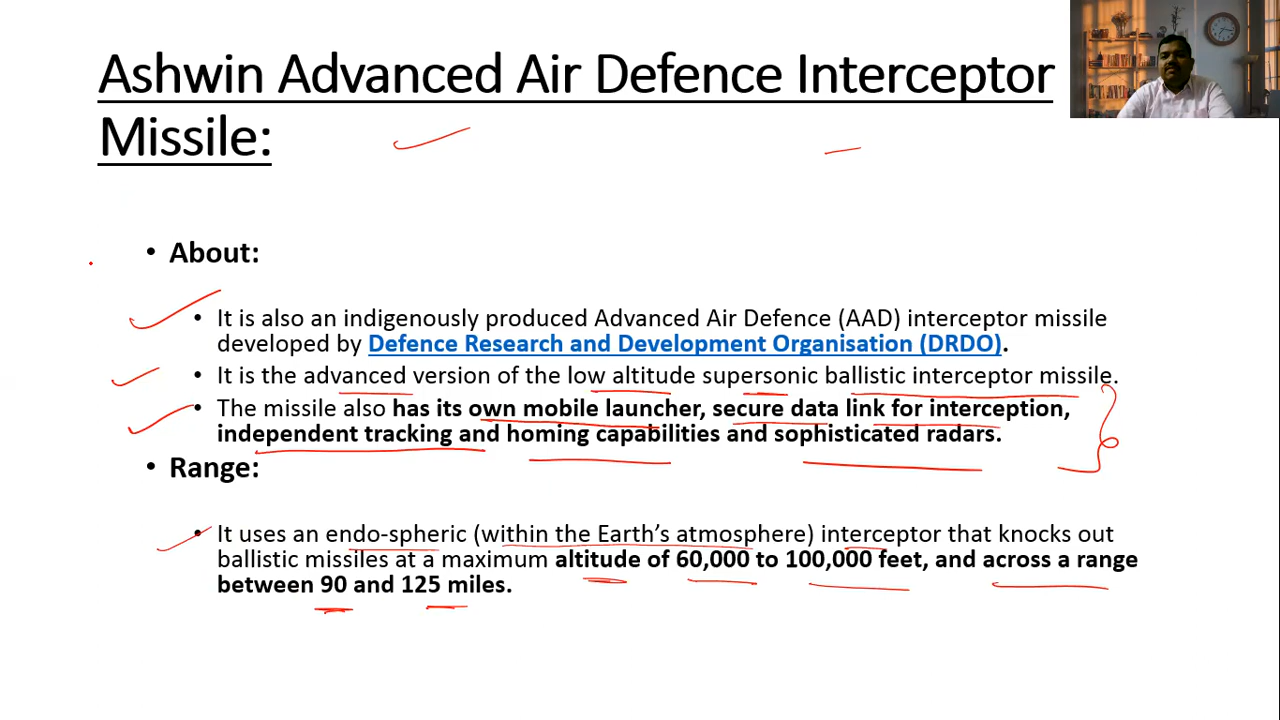 Ashwin Advanced Air Defence Interceptor
Missile:
• About:
• It is also an indigenously produced Advanced Air Defence (AAD) interceptor missile
developed by Defence Research and Development Organisation (DRDO).
• It is the advanced version of the low altitude supersonic ballistic interceptor missile.
• The missile also has its own mobile launcher, secure data link for interception,
independent tracking and homing capabilities and sophisticated radars.
• Range:
• It uses an endo-spheric (within the Earth’s atmosphere) interceptor that knocks out
ballistic missiles at a maximum altitude of 60,000 to 100,000 feet, and across a range
between 90 and 125 miles.